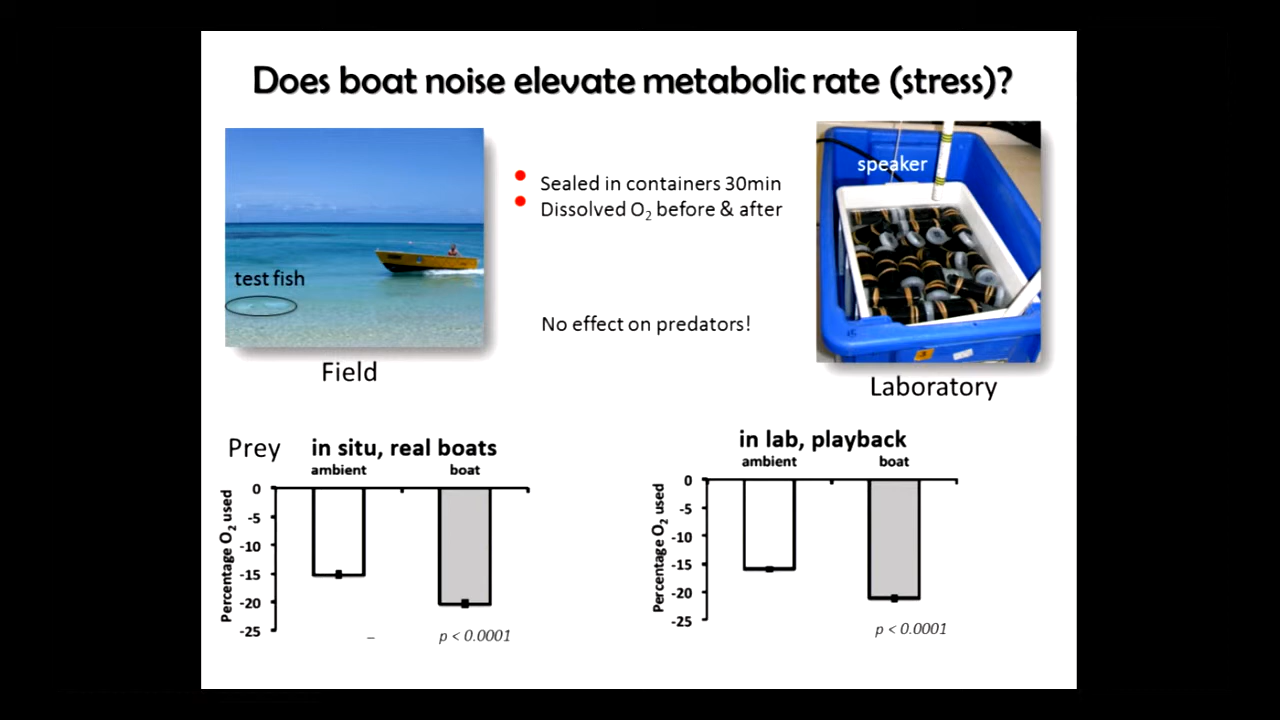 Does boat noise elevate metabolic rate (stress)?
speaker
• Sealed in containers 30min
• Dissolved O₂ before & after
test fish
No effect on predators!
Field
Laboratory
Prey
in situ, real boats
ambient boat
Percentage O₂ used
0
-5
-10
-15
-20
-25
–
p < 0.0001
in lab, playback
ambient boat
Percentage O₂ used
0
-5
-10
-15
-20
-25
p < 0.0001